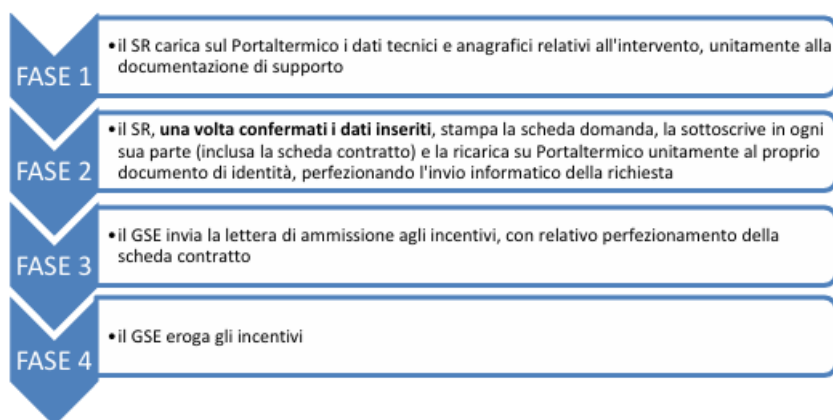 FASE 1
•il SR carica sul Portaltermico i dati tecnici e anagrafici relativi all'intervento, unitamente alla
documentazione di supporto
FASE 2
•il SR, una volta confermati i dati inseriti, stampa la scheda domanda, la sottoscrive in ogni
sua parte (inclusa la scheda contratto) e la ricarica su Portaltermico unitamente al proprio
documento di identità, perfezionando l'invio informatico della richiesta
FASE 3
•il GSE invia la lettera di ammissione agli incentivi, con relativo perfezionamento della
scheda contratto
FASE 4
•il GSE eroga gli incentivi